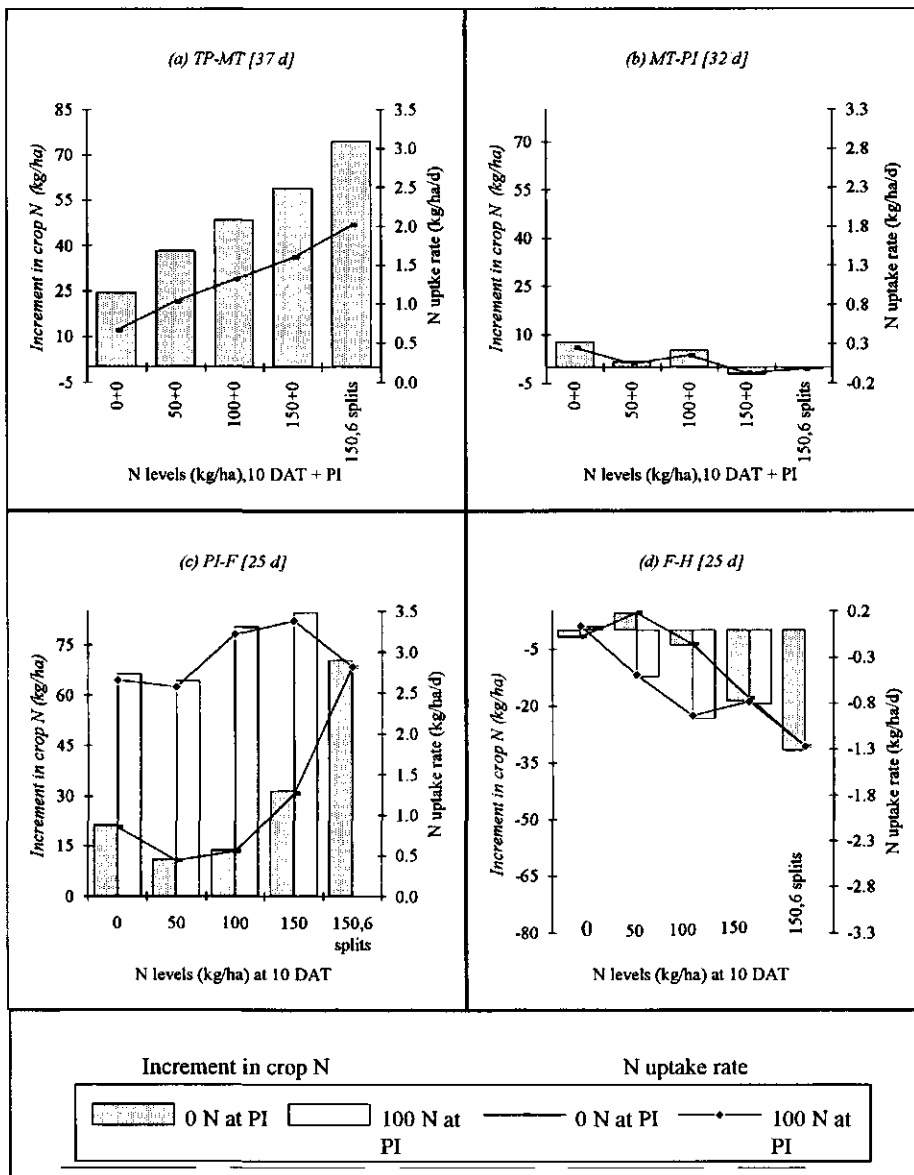 (a) TP-MT [37 d]
85
70
55
40
25
10
-5
Increment in crop N (kg/ha)
3.5
3.0
2.5
2.0
1.5
1.0
0.5
0.0
N uptke rate (kg/ha/d)
0+0
50+0
100+0
150+0
150,6 splits
N levels (kg/ha),10 DAT + PI
(b) MT-PI [32 d]
70
55
40
25
10
-5
Increment in crop N (kg/ha)
3.3
2.8
2.3
1.8
1.3
0.8
0.3
-0.2
N uptake rate (kg/ha/d)
0+0
50+0
100+0
150+0
150,6 splits
N levels (kg/ha),10 DAT + PI
(c) PI-F [25 d]
75
60
45
30
15
0
Increment in crop N (kg/ha)
3.5
3.0
2.5
2.0
1.5
1.0
0.5
0.0
N uptake rate (kg/ha/d)
0 50 100 150 150,6
splits
N levels (kg/ha) at 10 DAT
(d) F-H [25 d]
-5
-20
-35
-50
-65
-80
Increment in crop N (kg/ha)
0.2
-0.3
-0.8
-1.3
-1.8
-2.3
-2.8
-3.3
N uptake rate (kg/ha/d)
0 50 100 150
150,6 splits
N levels (kg/ha) at 10 DAT
Increment in crop N N uptake rate
0 N at PI 100 N at 0 N at PI 100 N at
PI PI